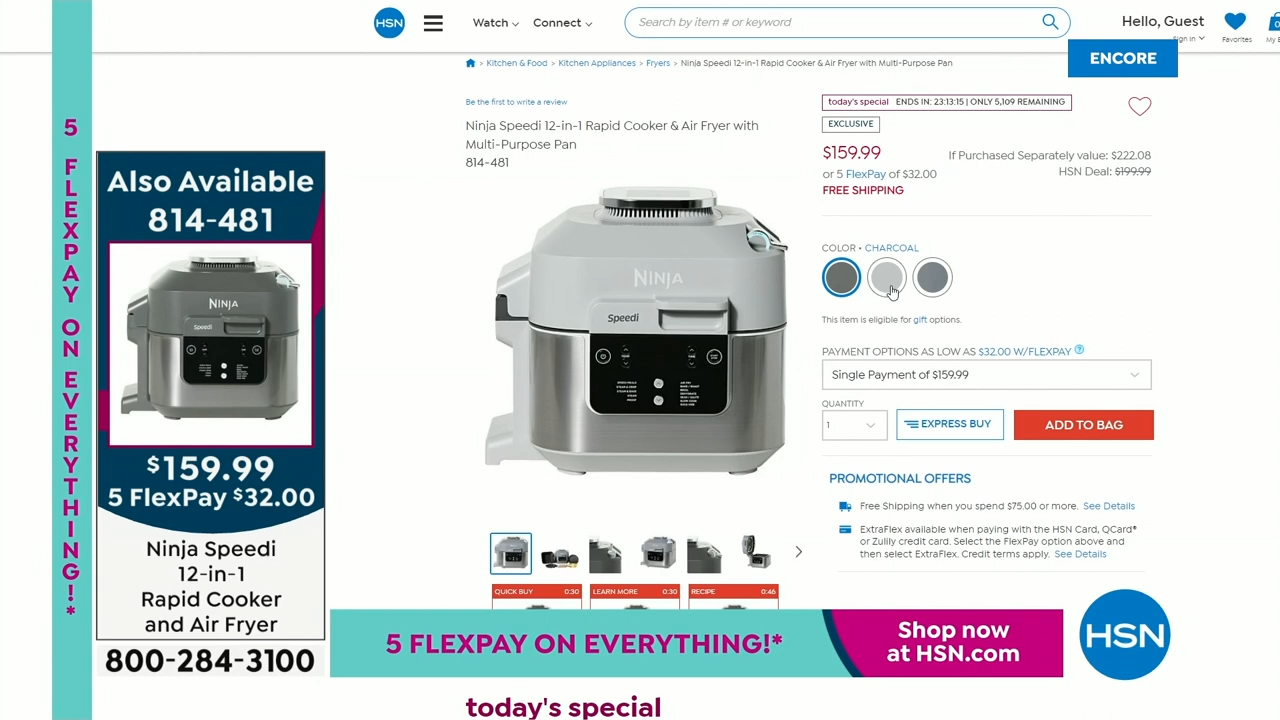 HSN
Watch
Connect
Search by item # or keyword
Hello, Guest
Sign In
Favorites
0
ENCORE
> Kitchen & Food > Kitchen Appliances > Fryers > Ninja Speedi 12-in-1 Rapid Cooker & Air Fryer with Multi-Purpose Pan
5 FLEXPAY ON EVERYTHING!*
Also Available
814-481
NINJA
Speedi
$159.99
5 FlexPay $32.00
Ninja Speedi
12-in-1
Rapid Cooker
and Air Fryer
800-284-3100
Be the first to write a review
Ninja Speedi 12-in-1 Rapid Cooker & Air Fryer with
Multi-Purpose Pan
814-481
NINJA
Speedi
today's special ENDS IN: 23:13:15 | ONLY 5,109 REMAINING
EXCLUSIVE
$159.99
If Purchased Separately value: $222.08
or 5 FlexPay of $32.00
HSN Deal: $199.99
FREE SHIPPING
COLOR • CHARCOAL
This item is eligible for gift options.
PAYMENT OPTIONS AS LOW AS $32.00 W/FLEXPAY ?
Single Payment of $159.99
QUANTITY
1
EXPRESS BUY
ADD TO BAG
PROMOTIONAL OFFERS
Free Shipping when you spend $75.00 or more. See Details
ExtraFlex available when paying with the HSN Card, QCard®
or Zulily credit card. Select the FlexPay option above and
then select ExtraFlex. Credit terms apply. See Details
QUICK BUY 0:30
LEARN MORE 0:30
RECIPE 0:46
5 FLEXPAY ON EVERYTHING!*
Shop now
at HSN.com
HSN
today's special